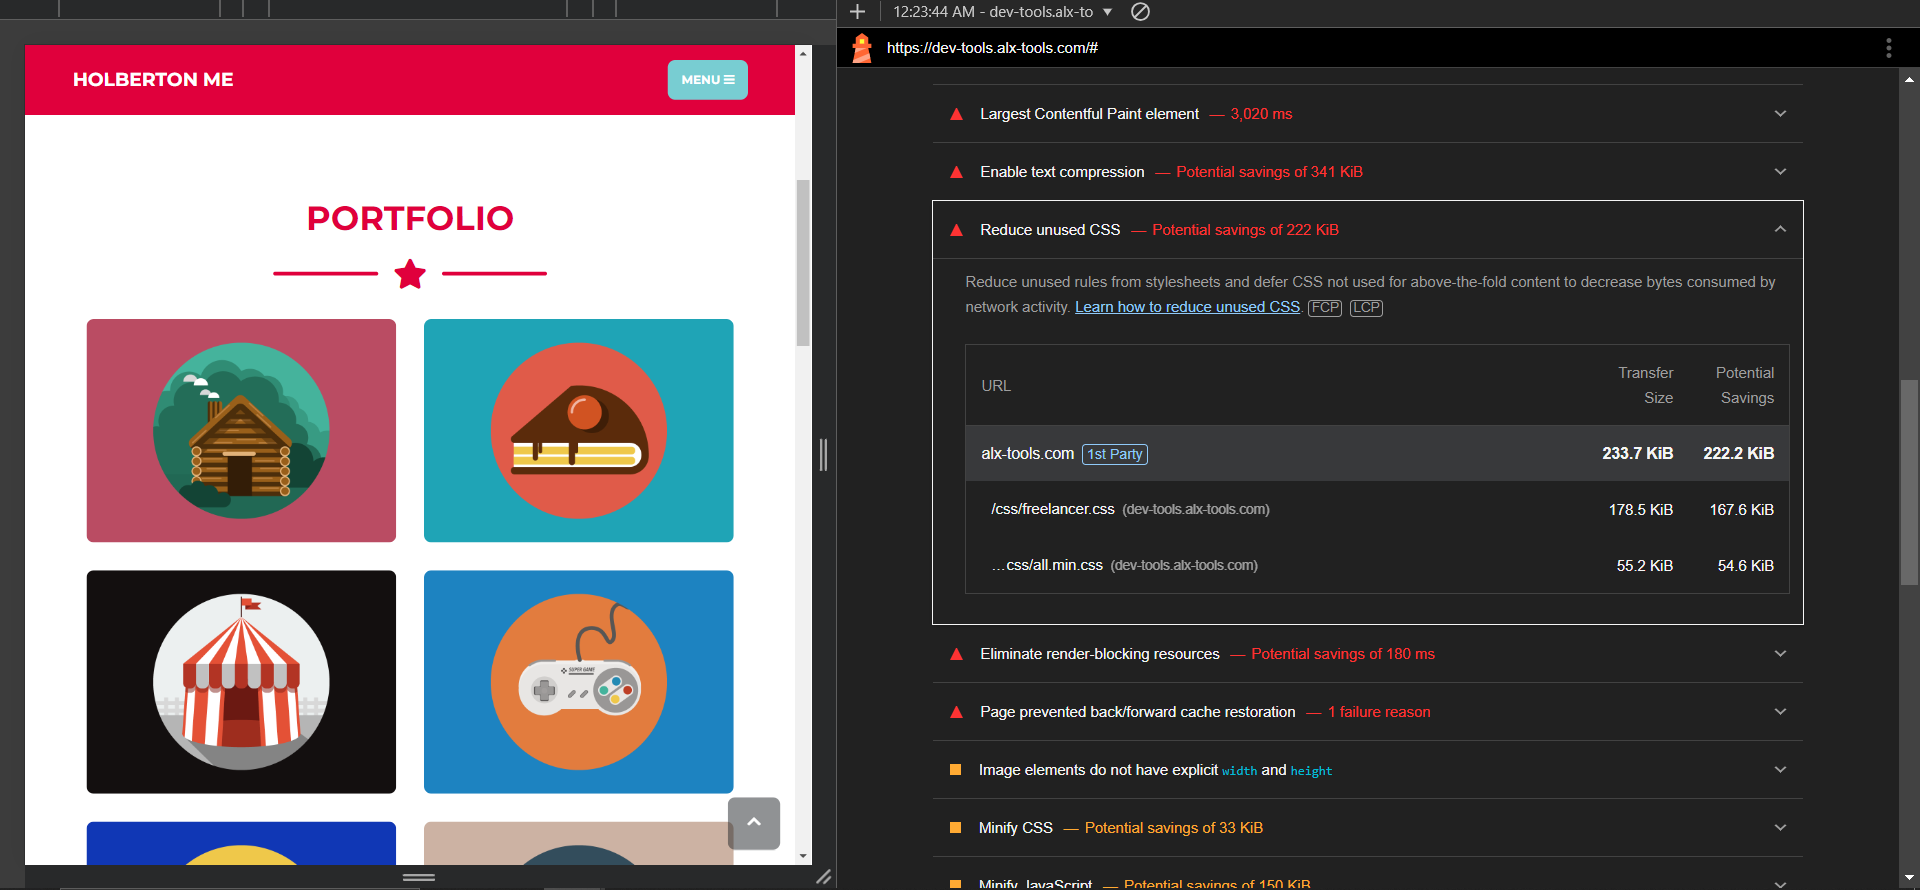 12:23:44 AM - dev-tools.alx-to
https://dev-tools.alx-tools.com/#
HOLBERTON ME
MENU
PORTFOLIO
SUPER GAME
Largest Contentful Paint element — 3,020 ms
Enable text compression — Potential savings of 341 KiB
Reduce unused CSS — Potential savings of 222 KiB
Reduce unused rules from stylesheets and defer CSS not used for above-the-fold content to decrease bytes consumed by
network activity. Learn how to reduce unused CSS. FCP LCP
URL Transfer Size Potential Savings
alx-tools.com 1st Party 233.7 KiB 222.2 KiB
/css/freelancer.css (dev-tools.alx-tools.com) 178.5 KiB 167.6 KiB
…css/all.min.css (dev-tools.alx-tools.com) 55.2 KiB 54.6 KiB
Eliminate render-blocking resources — Potential savings of 180 ms
Page prevented back/forward cache restoration — 1 failure reason
Image elements do not have explicit width and height
Minify CSS — Potential savings of 33 KiB
Minify JavaScript — Potential savings of 150 KiB